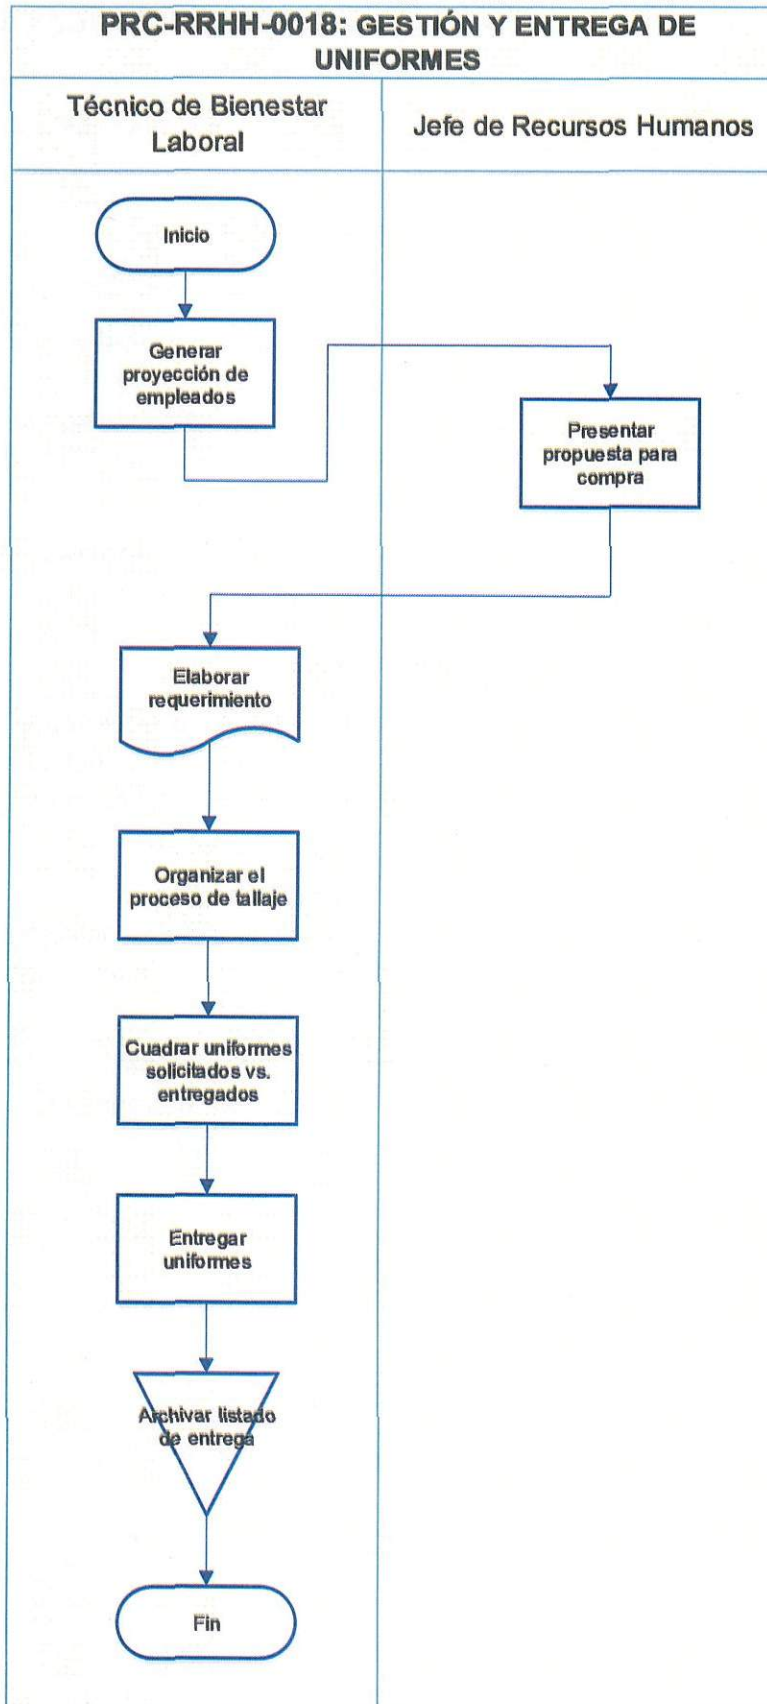 PRC-RRHH-0018: GESTIÓN Y ENTREGA DE
UNIFORMES
Técnico de Bienestar
Laboral
Jefe de Recursos Humanos
Inicio
Generar
proyección de
empleados
Presentar
propuesta para
compra
Elaborar
requerimiento
Organizar el
proceso de tallaje
Cuadrar uniformes
solicitados vs.
entregados
Entregar
uniformes
Archivar listado
de entrega
Fin